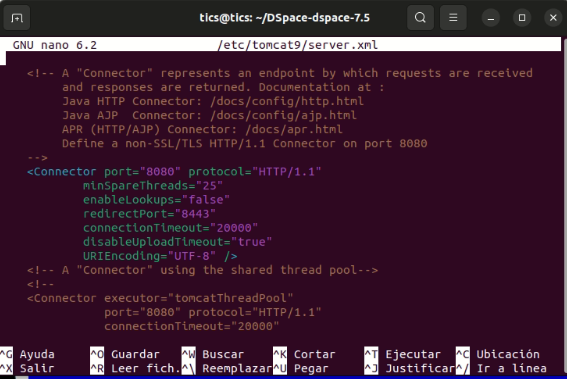 tics@tics: ~/DSpace-dspace-7.5
GNU nano 6.2 /etc/tomcat9/server.xml
<!-- A "Connector" represents an endpoint by which requests are received
and responses are returned. Documentation at :
Java HTTP Connector: /docs/config/http.html
Java AJP  Connector: /docs/config/ajp.html
APR (HTTP/AJP) Connector: /docs/apr.html
Define a non-SSL/TLS HTTP/1.1 Connector on port 8080
-->
<Connector port="8080" protocol="HTTP/1.1"
minSpareThreads="25"
enableLookups="false"
redirectPort="8443"
connectionTimeout="20000"
disableUploadTimeout="true"
URIEncoding="UTF-8" />
<!-- A "Connector" using the shared thread pool-->
<!--
<Connector executor="tomcatThreadPool"
port="8080" protocol="HTTP/1.1"
connectionTimeout="20000"
^G Ayuda ^O Guardar ^W Buscar ^K Cortar ^T Ejecutar ^C Ubicación
^X Salir ^R Leer fich. ^\ Reemplazar ^U Pegar ^J Justificar ^/ Ir a línea